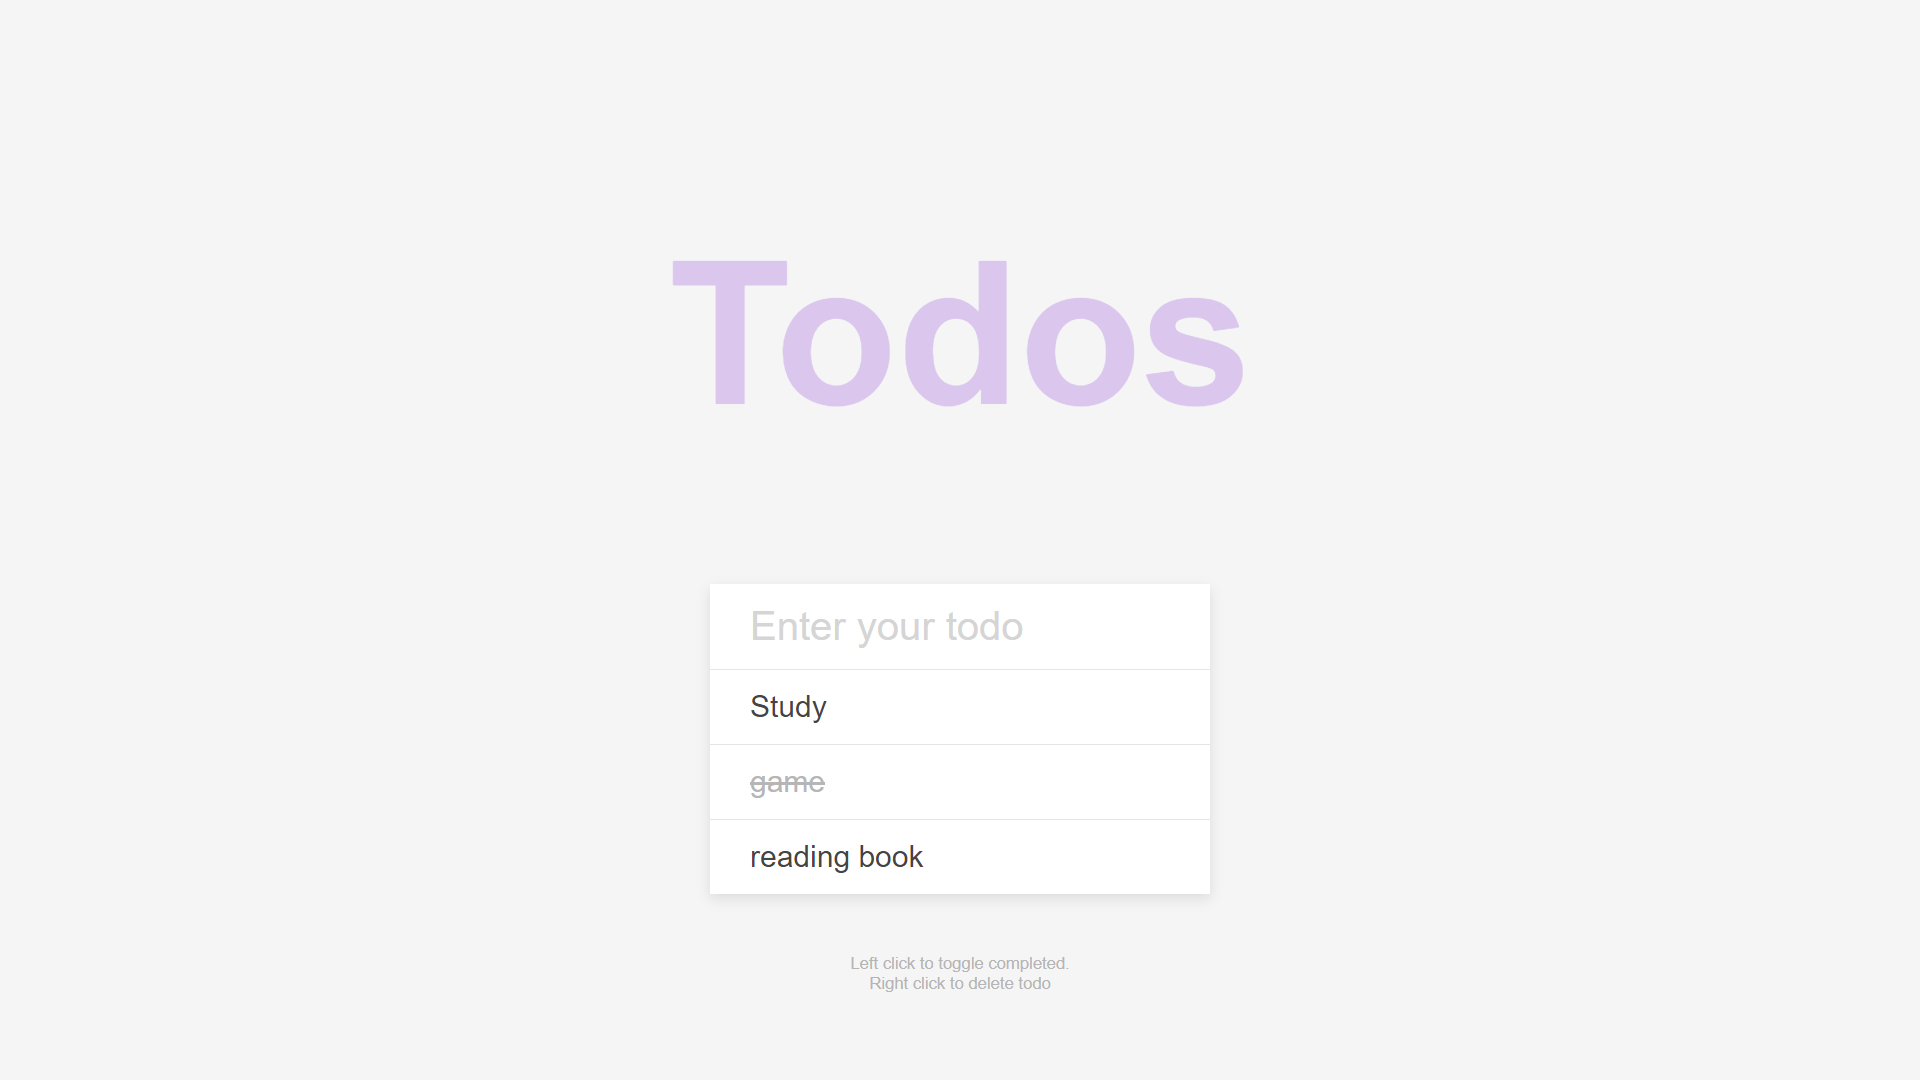 Todos
Enter your todo
Study
game
reading book
Left click to toggle completed.
Right click to delete todo